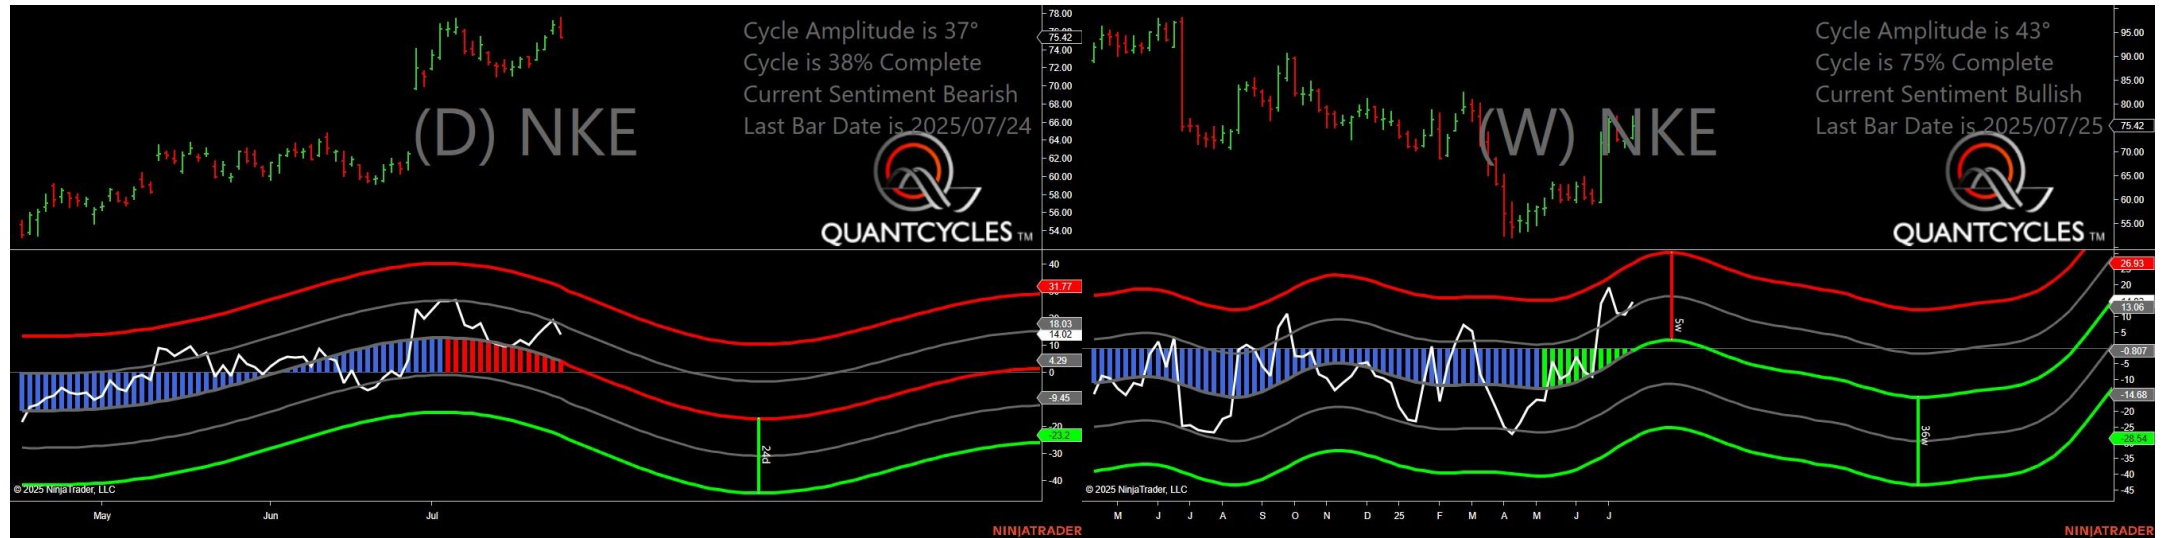 Cycle Amplitude is 37°
Cycle is 38% Complete
Current Sentiment Bearish
Last Bar Date is 2025/07/24
(D) NKE
QUANTCYCLES TM
78.00
75.42
74.00
72.00
70.00
68.00
66.00
64.00
62.00
60.00
58.00
56.00
54.00
40
31.77
18.03
14.02
10
4.29
0
-9.45
-20
-23.2
-30
-40
24d
© 2025 NinjaTrader, LLC
May Jun Jul
NINJATRADER
Cycle Amplitude is 43°
Cycle is 75% Complete
Current Sentiment Bullish
Last Bar Date is 2025/07/25
(W) NKE
QUANTCYCLES TM
95.00
90.00
85.00
80.00
75.42
70.00
65.00
60.00
55.00
26.93
20
13.06
10
5
-0.807
-5
-10
-14.68
-20
-25
-28.54
-35
-40
-45
5w
36w
© 2025 NinjaTrader, LLC
M J J A S O N D 25 F M A M J J
NINJATRADER